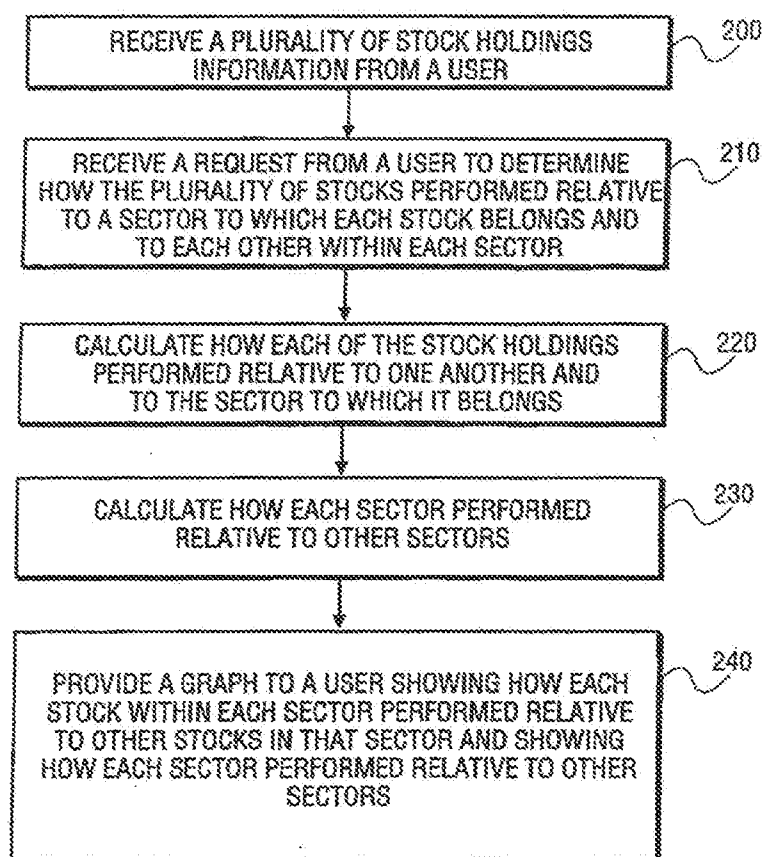 RECEIVE A PLURALITY OF STOCK HOLDINGS
INFORMATION FROM A USER
200
RECEIVE A REQUEST FROM A USER TO DETERMINE
HOW THE PLURALITY OF STOCKS PERFORMED RELATIVE
TO A SECTOR TO WHICH EACH STOCK BELONGS AND
TO EACH OTHER WITHIN EACH SECTOR
210
CALCULATE HOW EACH OF THE STOCK HOLDINGS
PERFORMED RELATIVE TO ONE ANOTHER AND
TO THE SECTOR TO WHICH IT BELONGS
220
CALCULATE HOW EACH SECTOR PERFORMED
RELATIVE TO OTHER SECTORS
230
PROVIDE A GRAPH TO A USER SHOWING HOW EACH
STOCK WITHIN EACH SECTOR PERFORMED RELATIVE
TO OTHER STOCKS IN THAT SECTOR AND SHOWING
HOW EACH SECTOR PERFORMED RELATIVE TO OTHER
SECTORS
240